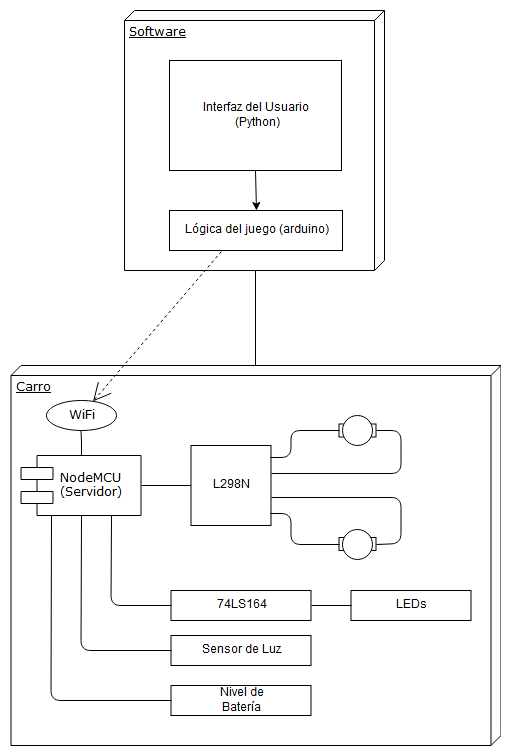 Software
Interfaz del Usuario
(Python)
Lógica del juego (arduino)
Carro
WiFi
NodeMCU
(Servidor)
L298N
74LS164
LEDs
Sensor de Luz
Nivel de
Batería